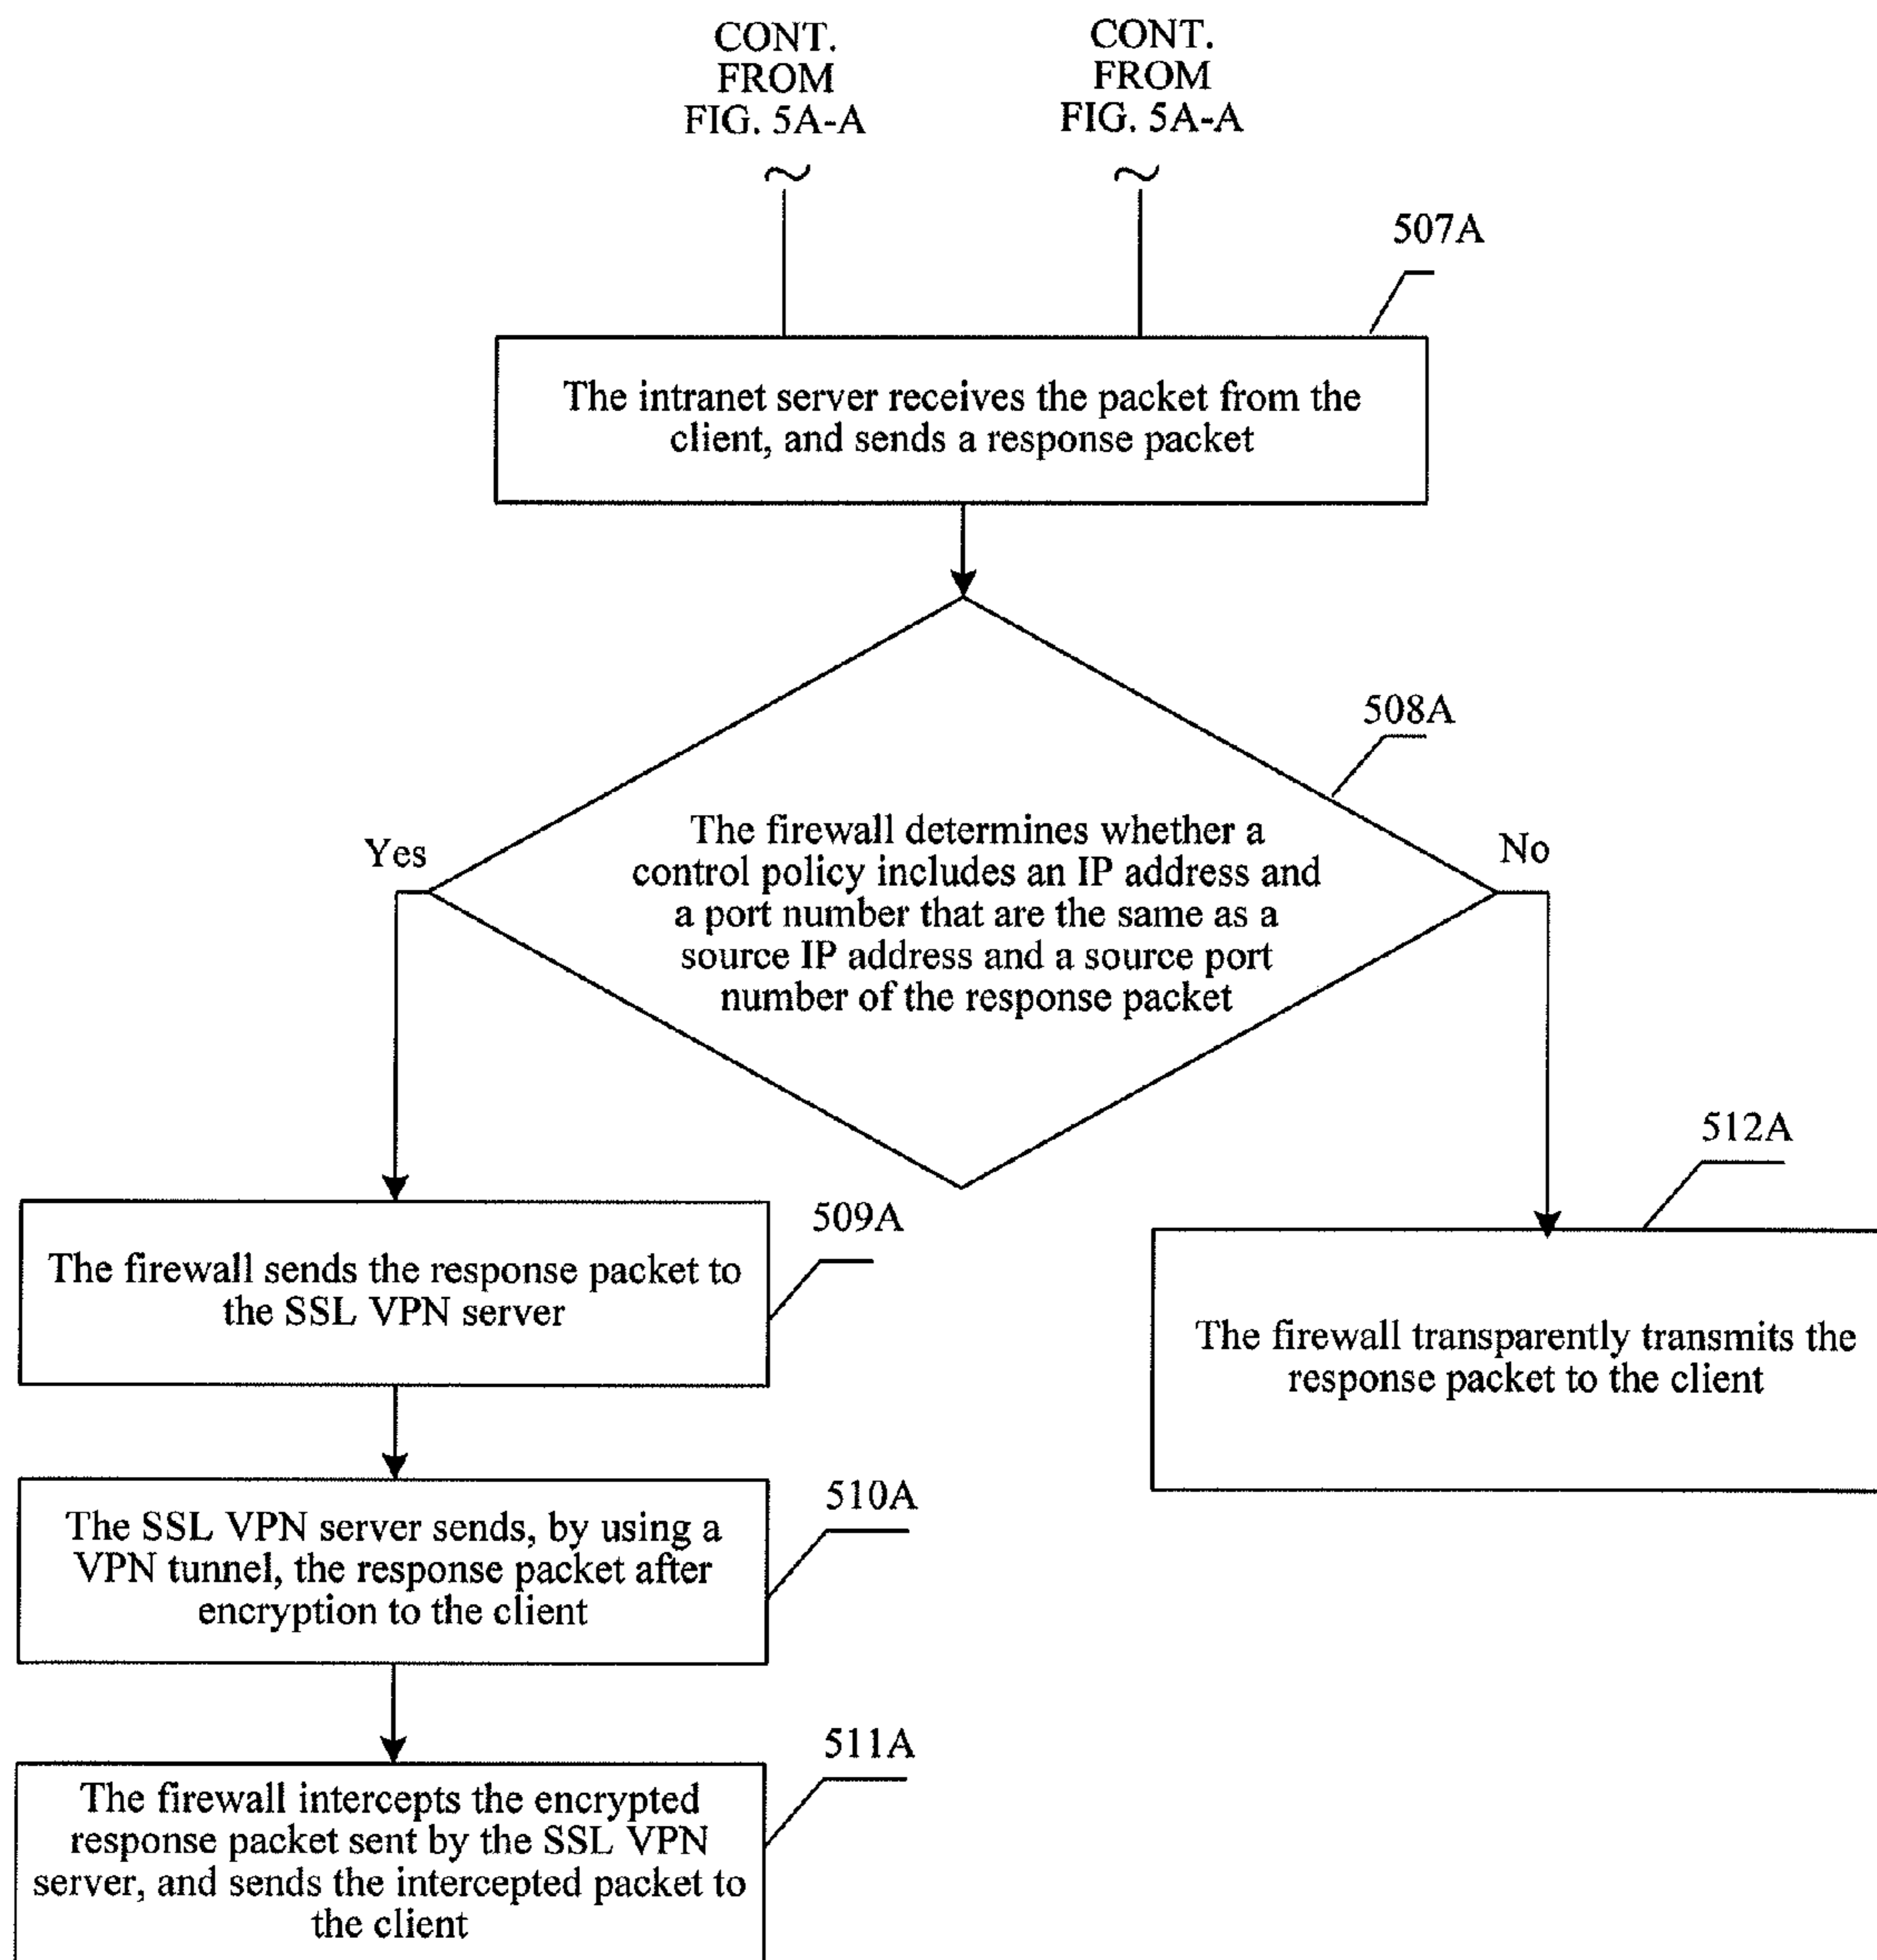 CONT.
FROM
FIG. 5A-A
CONT.
FROM
FIG. 5A-A
507A
The intranet server receives the packet from the
client, and sends a response packet
508A
Yes
The firewall determines whether a
control policy includes an IP address and
a port number that are the same as a
source IP address and a source port
number of the response packet
No
512A
509A
The firewall sends the response packet to
the SSL VPN server
The firewall transparently transmits the
response packet to the client
510A
The SSL VPN server sends, by using a
VPN tunnel, the response packet after
encryption to the client
511A
The firewall intercepts the encrypted
response packet sent by the SSL VPN
server, and sends the intercepted packet to
the client